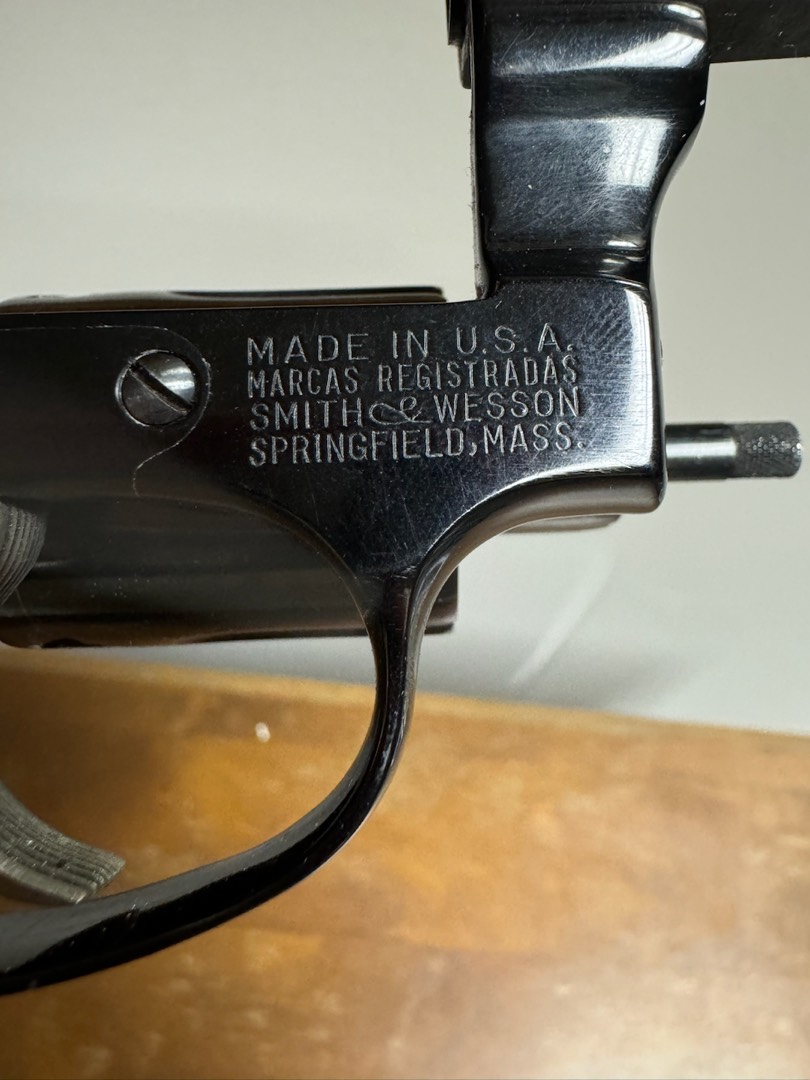 MADE IN U.S.A.
MARCAS REGISTRADAS
SMITH & WESSON
SPRINGFIELD, MASS.